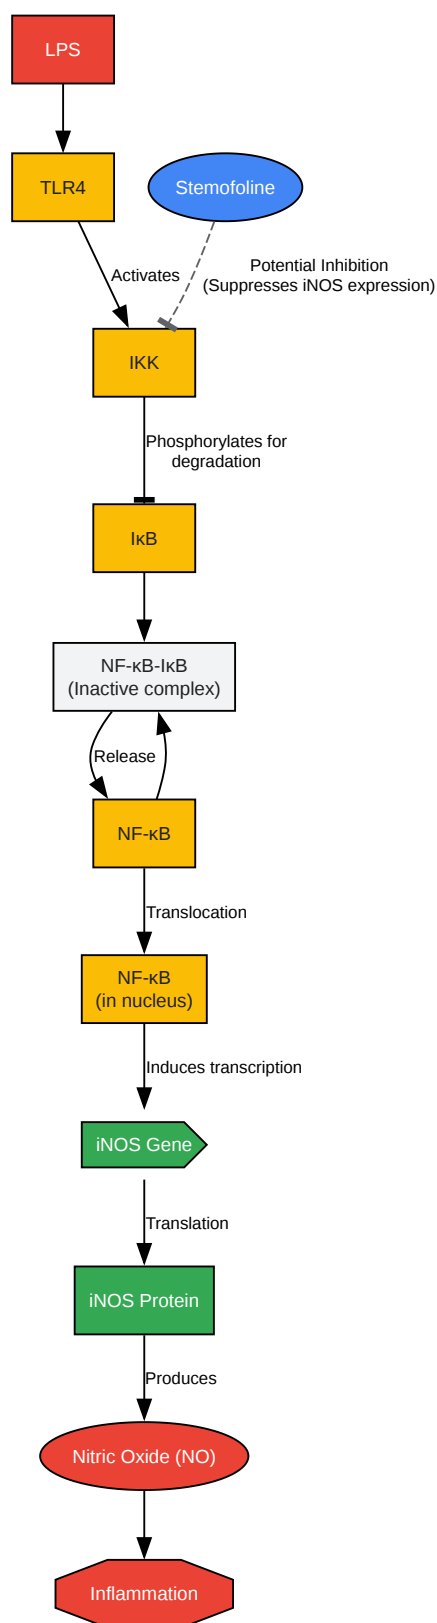 LPS
TLR4
Stemofoline
Activates
Potential Inhibition
(Suppresses iNOS expression)
IKK
Phosphorylates for
degradation
IκB
NF-κB-IκB
(Inactive complex)
Release
NF-κB
Translocation
NF-κB
(in nucleus)
Induces transcription
iNOS Gene
Translation
iNOS Protein
Produces
Nitric Oxide (NO)
Inflammation